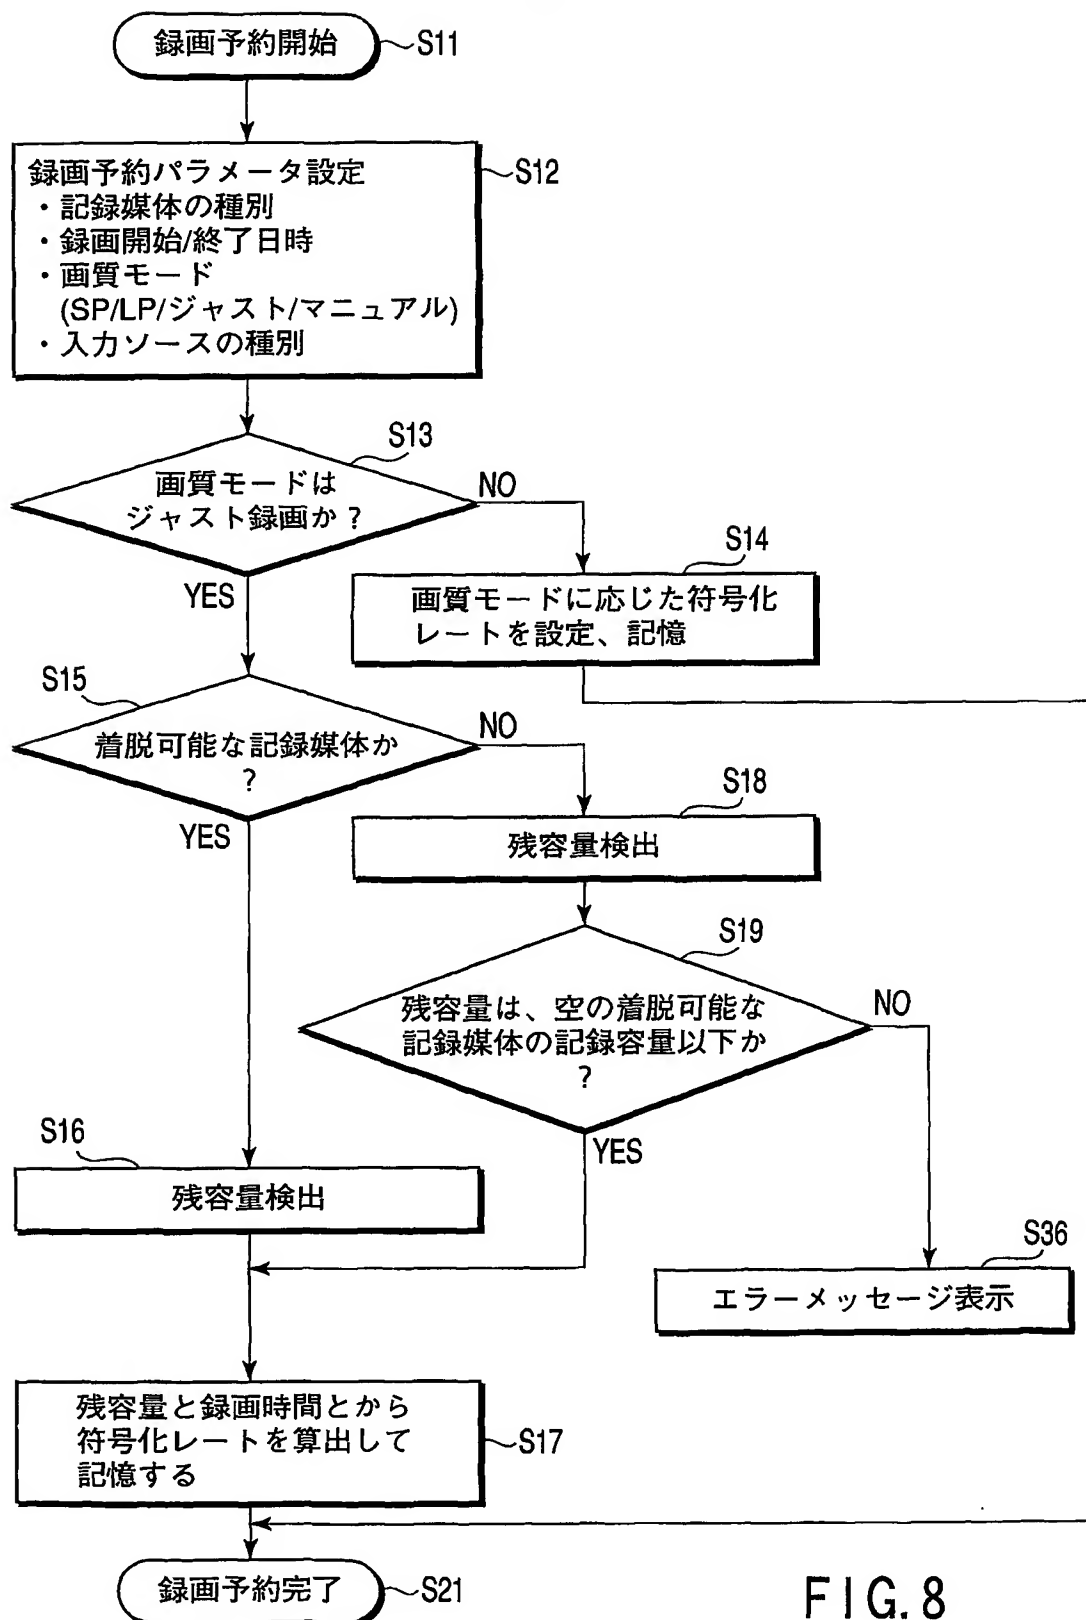 録画予約開始
S11
録画予約パラメータ設定
・記録媒体の種別
・録画開始/終了日時
・画質モード
(SP/LP/ジャスト/マニュアル)
・入力ソースの種別
S12
S13
画質モードは
ジャスト録画か?
NO
YES
S14
画質モードに応じた符号化
レートを設定、記憶
S15
着脱可能な記録媒体か
?
NO
YES
S18
残容量検出
S19
残容量は、空の着脱可能な
記録媒体の記録容量以下か
?
NO
YES
S16
残容量検出
S36
エラーメッセージ表示
残容量と録画時間とから
符号化レートを算出して
記憶する
S17
録画予約完了
S21
FIG. 8